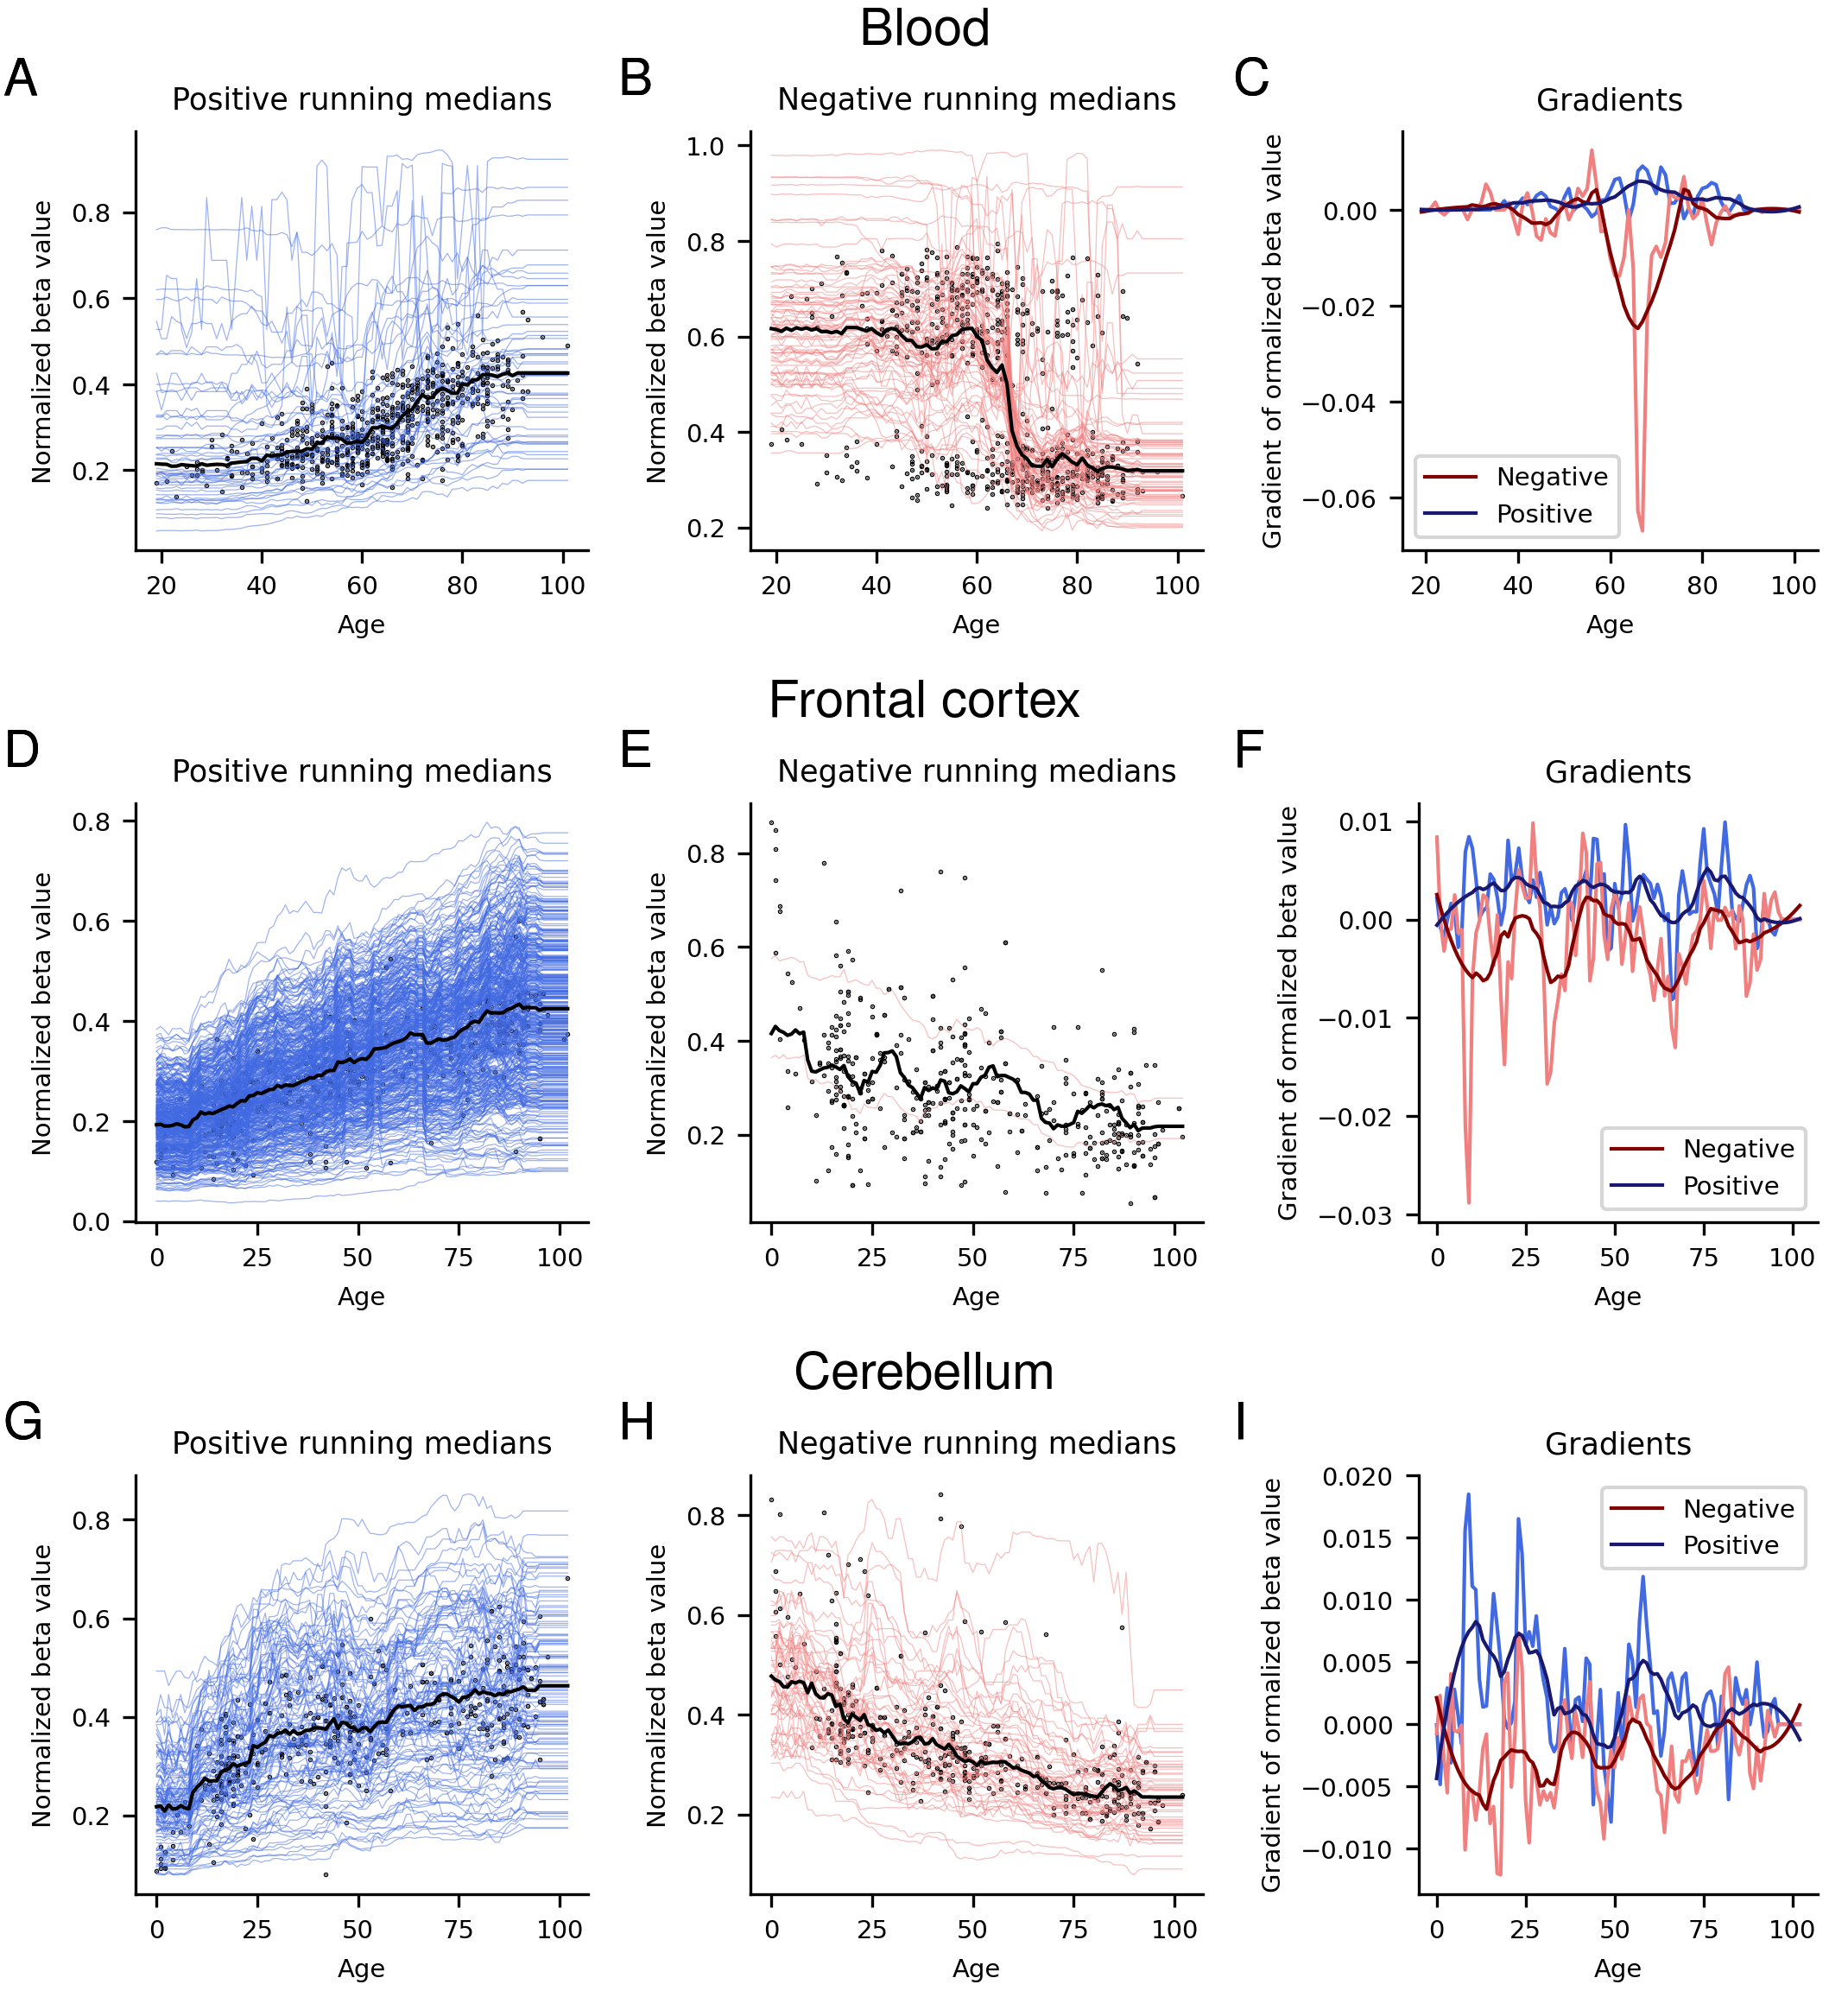 Blood
A
Positive running medians
Normalized beta value
0.8
0.6
0.4
0.2
20 40 60 80 100
Age
B
Negative running medians
Normalized beta value
1.0
0.8
0.6
0.4
0.2
20 40 60 80 100
Age
C
Gradients
Gradient of ormalized beta value
0.00
−0.02
−0.04
−0.06
Negative
Positive
20 40 60 80 100
Age
Frontal cortex
D
Positive running medians
Normalized beta value
0.8
0.6
0.4
0.2
0.0
0 25 50 75 100
Age
E
Negative running medians
Normalized beta value
0.8
0.6
0.4
0.2
0 25 50 75 100
Age
F
Gradients
Gradient of ormalized beta value
0.01
0.00
−0.01
−0.02
−0.03
Negative
Positive
0 25 50 75 100
Age
Cerebellum
G
Positive running medians
Normalized beta value
0.8
0.6
0.4
0.2
0 25 50 75 100
Age
H
Negative running medians
Normalized beta value
0.8
0.6
0.4
0.2
0 25 50 75 100
Age
I
Gradients
Gradient of ormalized beta value
0.020
0.015
0.010
0.005
0.000
−0.005
−0.010
Negative
Positive
0 25 50 75 100
Age